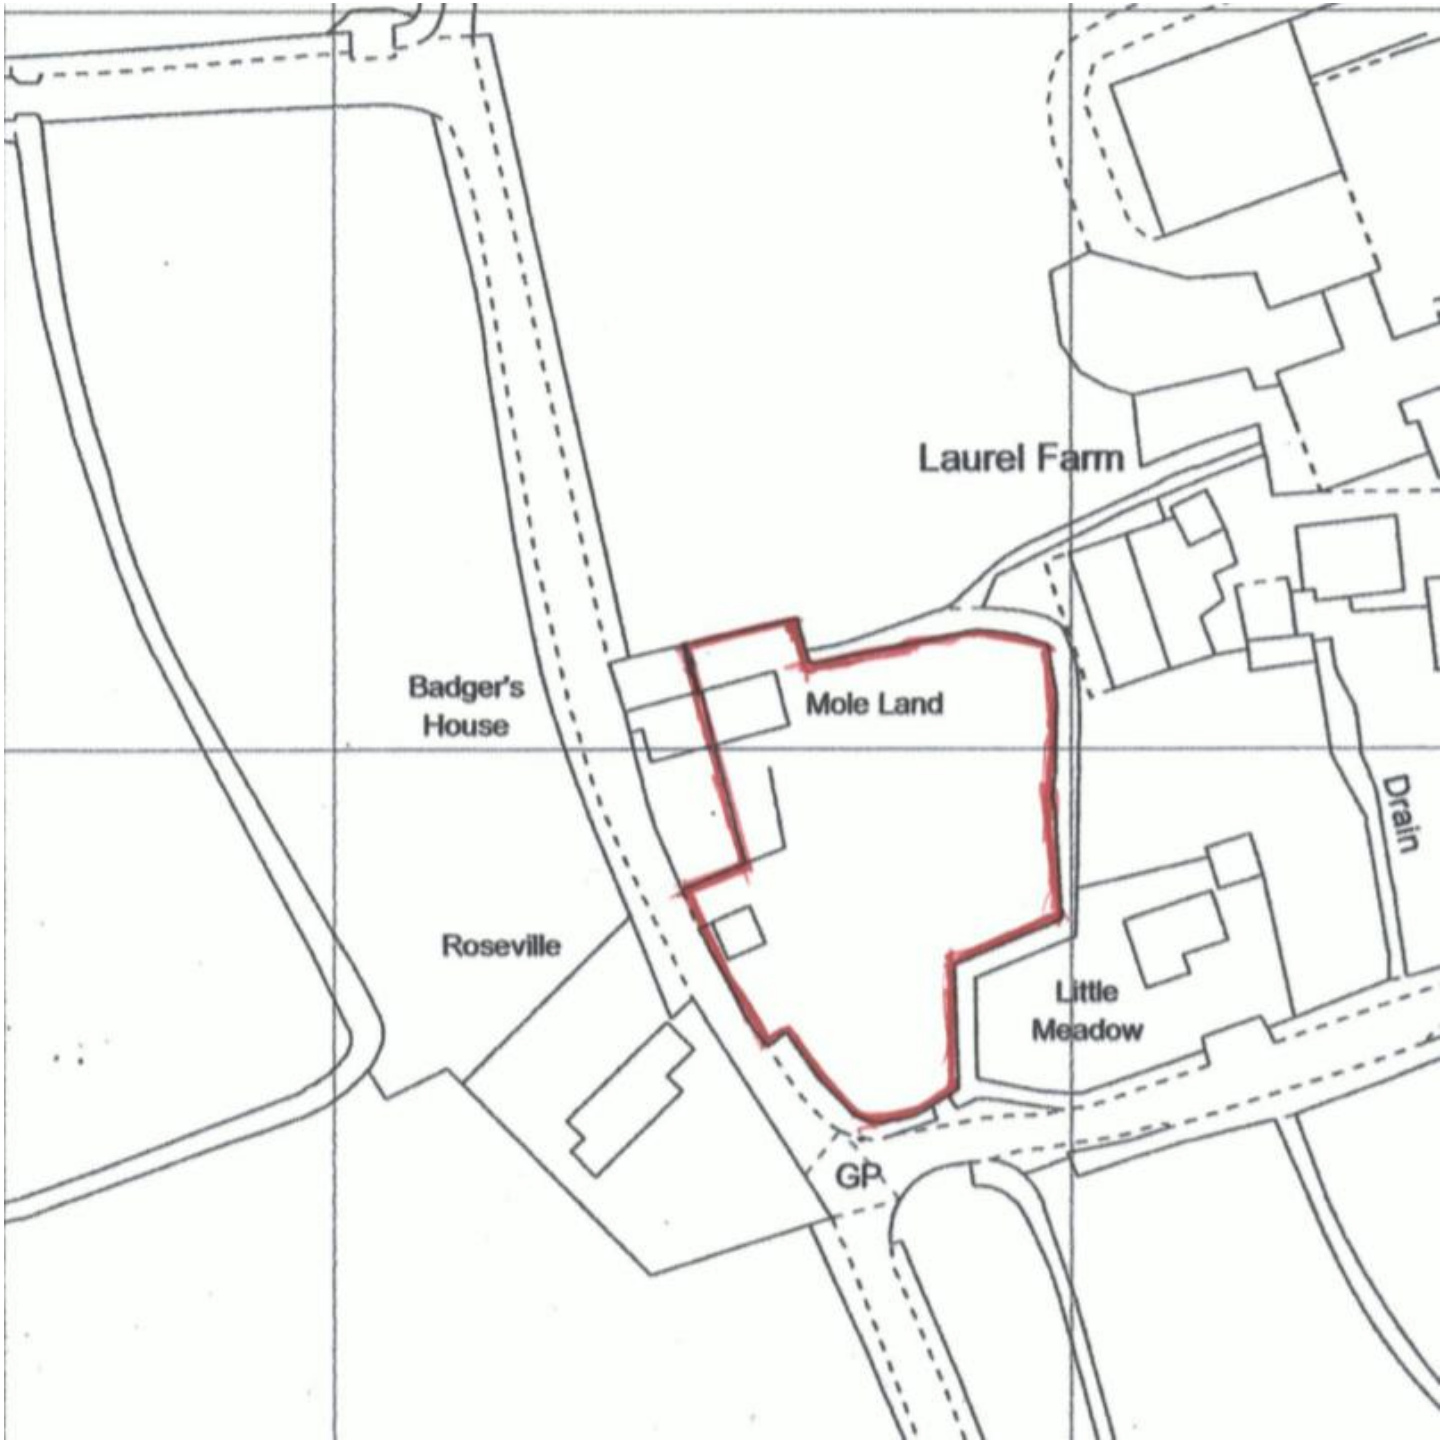 Laurel Farm
Badger's
House
Mole Land
Drain
Roseville
Little
Meadow
GP